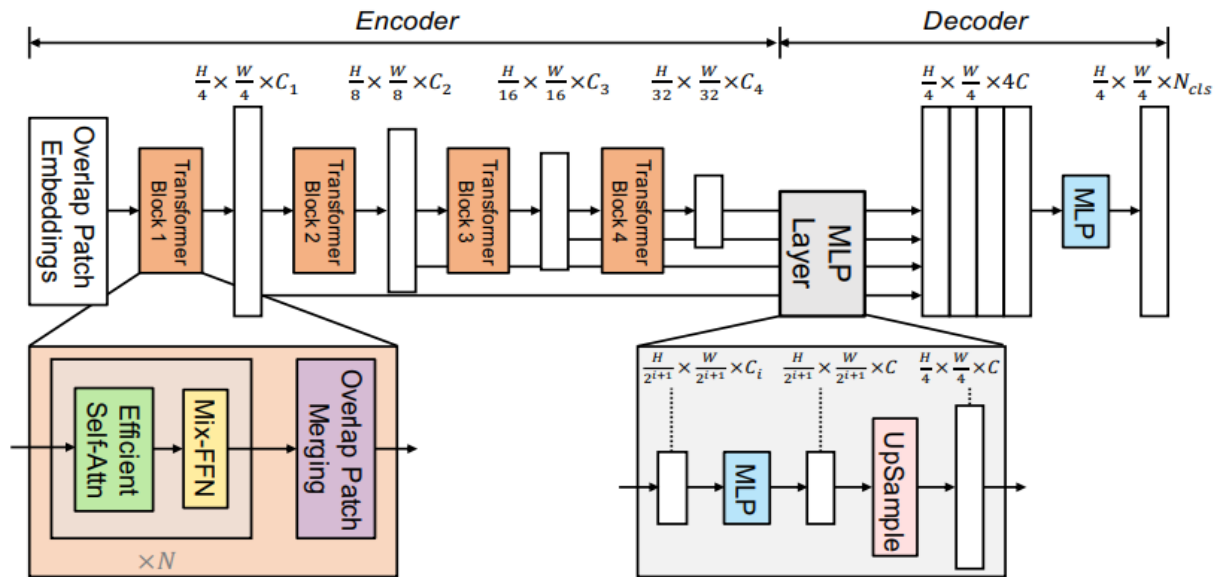 Encoder
Decoder
H/4 × W/4 × C₁
H/8 × W/8 × C₂
H/16 × W/16 × C₃
H/32 × W/32 × C₄
H/4 × W/4 × 4C
H/4 × W/4 × N_cls
Overlap Patch
Embeddings
Transformer
Block 1
Transformer
Block 2
Transformer
Block 3
Transformer
Block 4
MLP
Layer
MLP
Efficient
Self-Attn
Mix-FFN
×N
Overlap Patch
Merging
H/2^{i+1} × W/2^{i+1} × C_i
H/2^{i+1} × W/2^{i+1} × C
H/4 × W/4 × C
MLP
UpSample